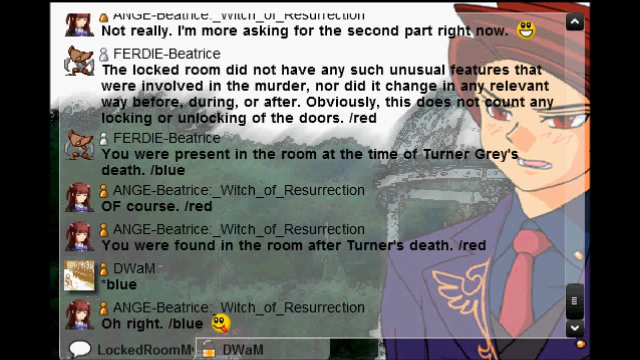 ANGE-Beatrice:_Witch_of_Resurrection
Not really. I'm more asking for the second part right now.
FERDIE-Beatrice
The locked room did not have any such unusual features that
were involved in the murder, nor did it change in any relevant
way before, during, or after. Obviously, this does not count any
locking or unlocking of the doors. /red
FERDIE-Beatrice
You were present in the room at the time of Turner Grey's
death. /blue
ANGE-Beatrice:_Witch_of_Resurrection
OF course. /red
ANGE-Beatrice:_Witch_of_Resurrection
You were found in the room after Turner's death. /red
DWaM
*blue
ANGE-Beatrice:_Witch_of_Resurrection
Oh right. /blue
LockedRoomMy
DWaM